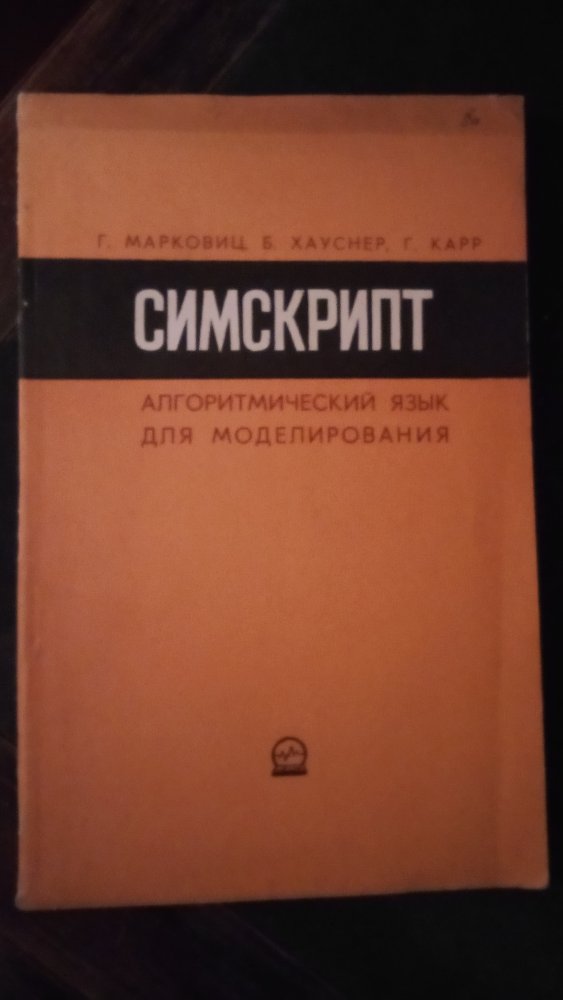 Г. МАРКОВИЦ, Б. ХАУСНЕР, Г. КАРР
СИМСКРИПТ
АЛГОРИТМИЧЕСКИЙ ЯЗЫК
ДЛЯ МОДЕЛИРОВАНИЯ